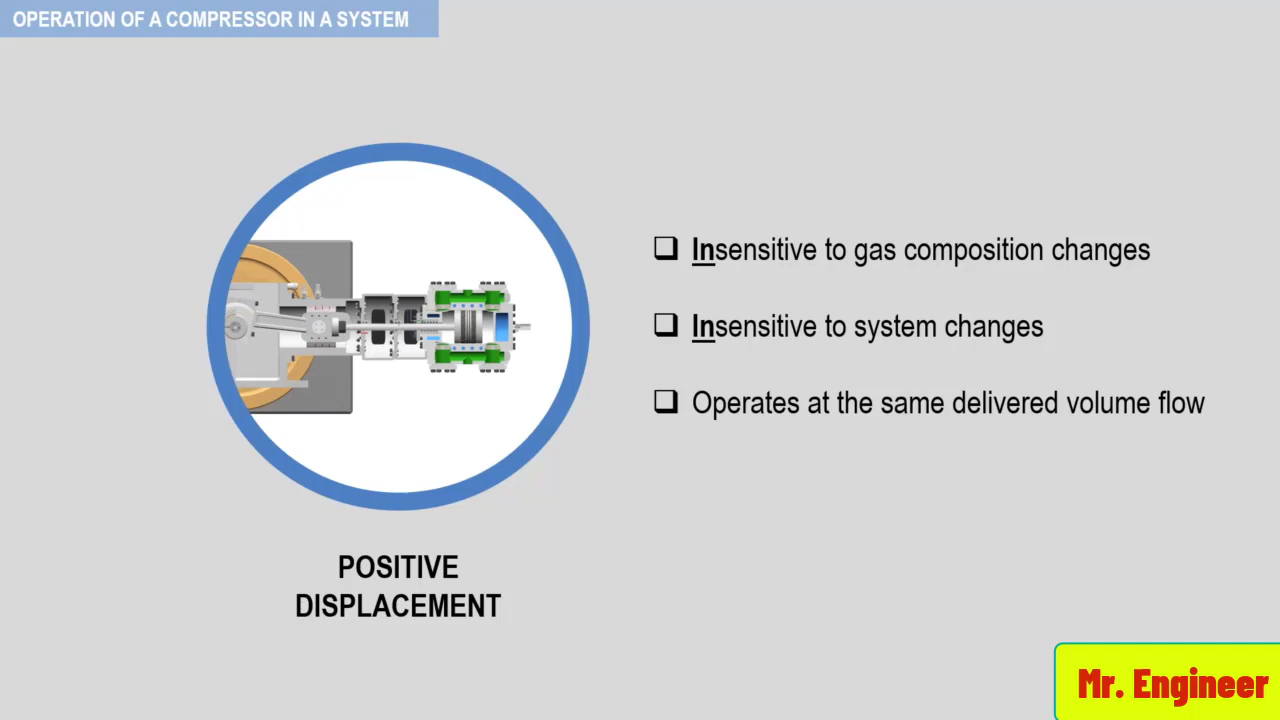 OPERATION OF A COMPRESSOR IN A SYSTEM
Insensitive to gas composition changes
Insensitive to system changes
Operates at the same delivered volume flow
POSITIVE
DISPLACEMENT
Mr. Engineer